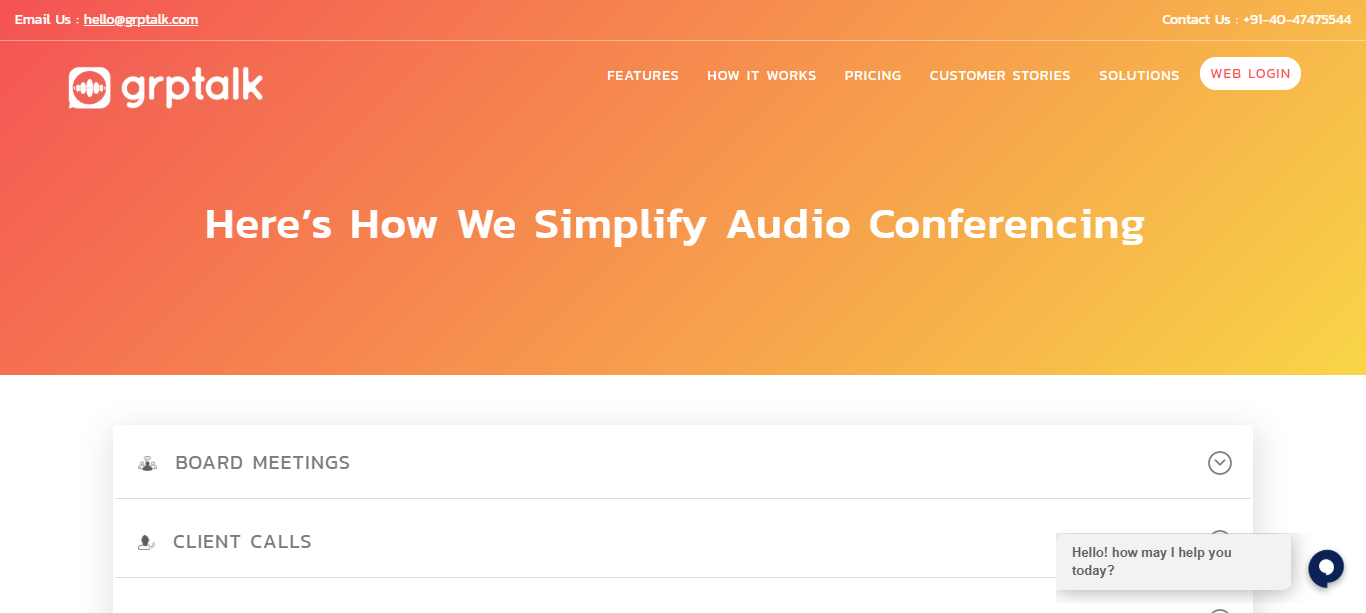 Email Us : hello@grptalk.com
Contact Us : +91-40-47475544
grptalk
FEATURES
HOW IT WORKS
PRICING
CUSTOMER STORIES
SOLUTIONS
WEB LOGIN
Here’s How We Simplify Audio Conferencing
BOARD MEETINGS
CLIENT CALLS
Hello! how may I help you
today?